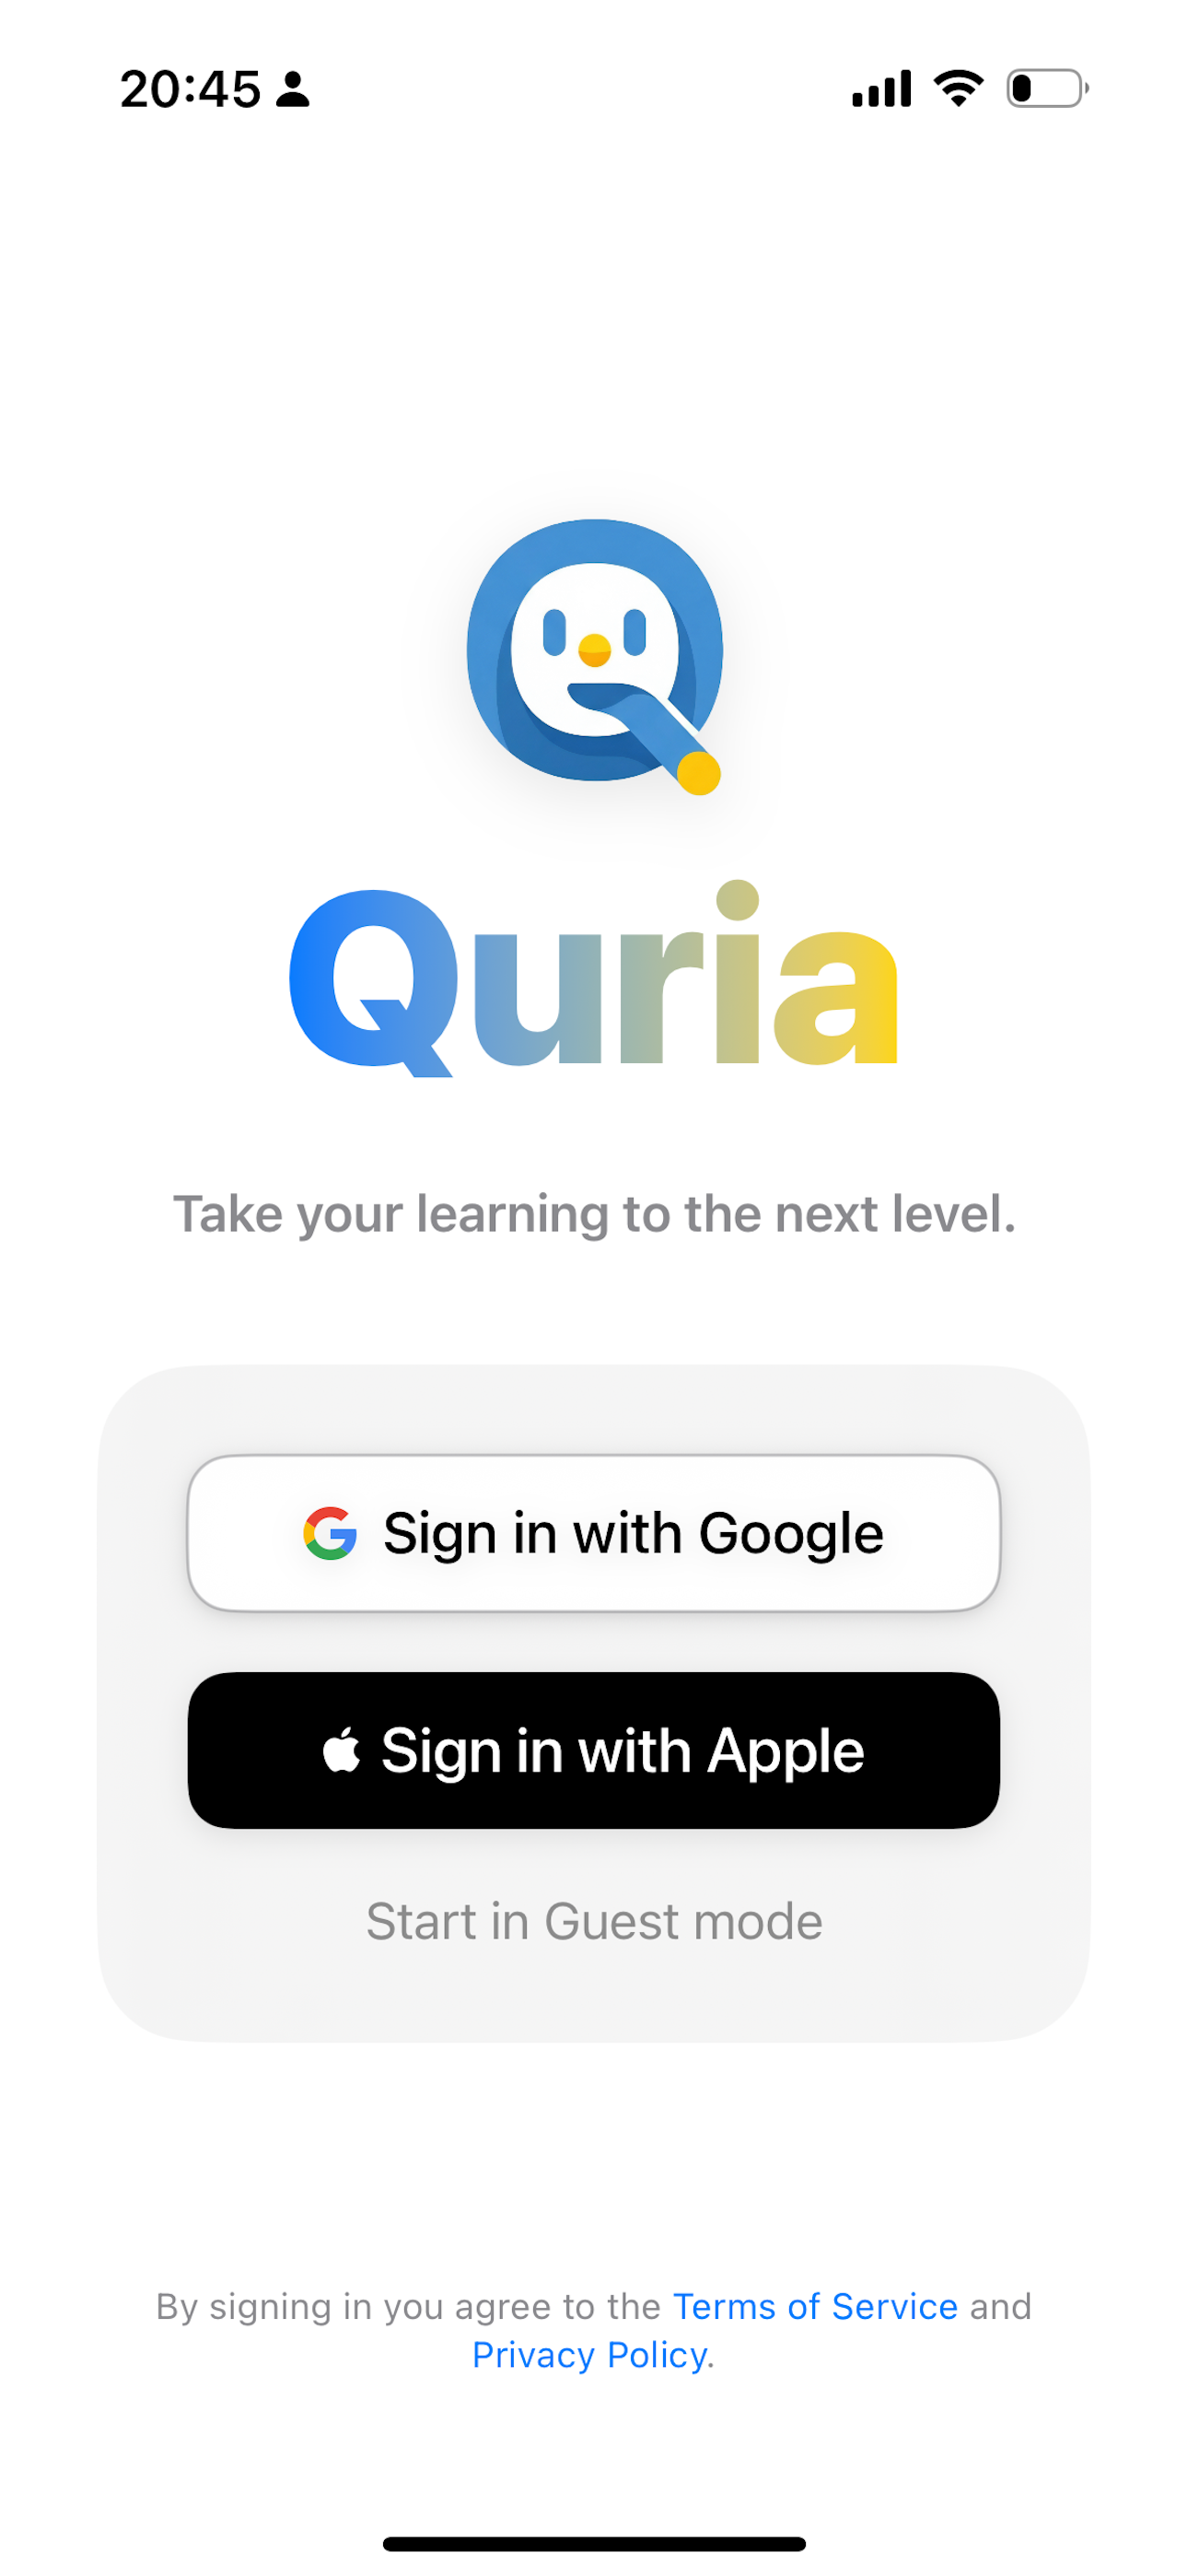 20:45
Quria
Take your learning to the next level.
Sign in with Google
Sign in with Apple
Start in Guest mode
By signing in you agree to the Terms of Service and
Privacy Policy.